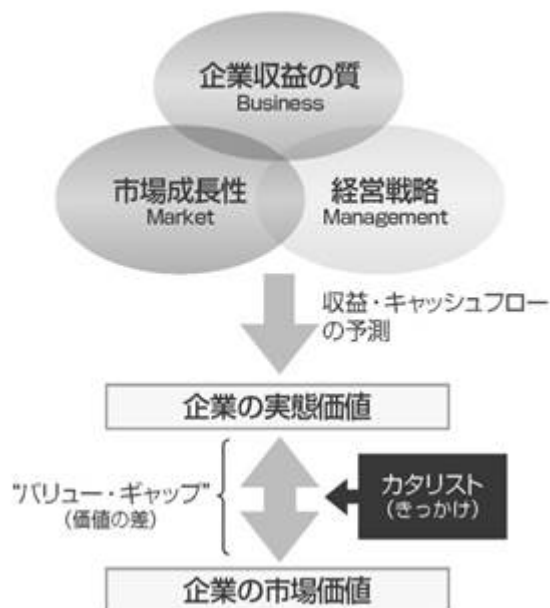 企業収益の質
Business
市場成長性
Market
経営戦略
Management
収益・キャッシュフロー
の予測
企業の実態価値
"バリュー・ギャップ"
(価値の差)
カタリスト
(きっかけ)
企業の市場価値